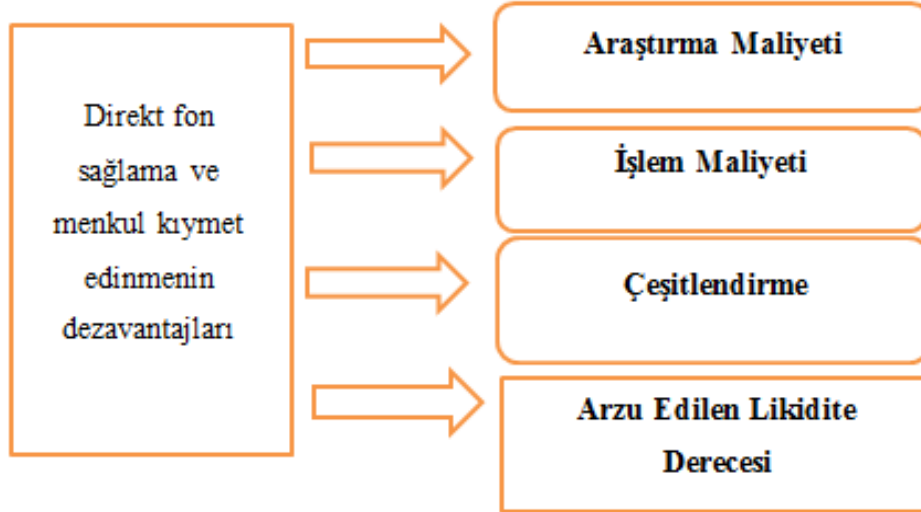 Direkt fon
sağlama ve
menkul kıymet
edinmenin
dezavantajları
Araştırma Maliyeti
İşlem Maliyeti
Çeşitlendirme
Arzu Edilen Likidite
Derecesi